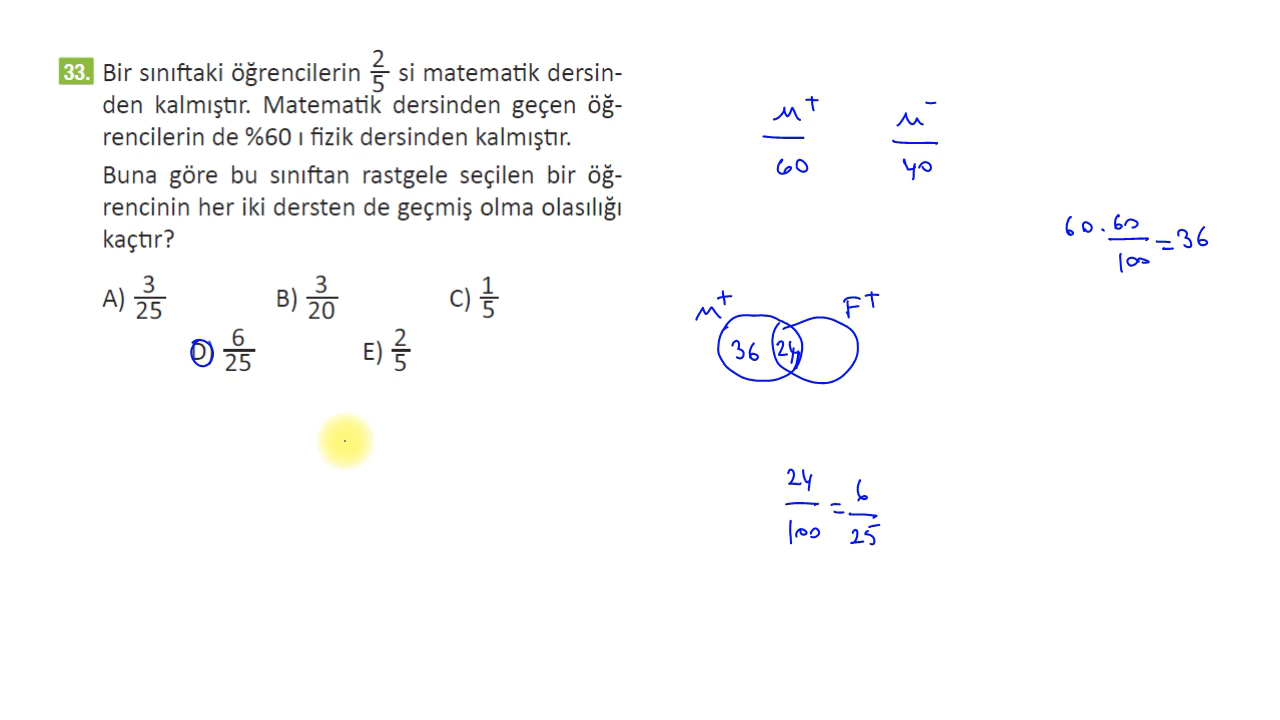 33. Bir sınıftaki öğrencilerin 2/5 si matematik dersin-
den kalmıştır. Matematik dersinden geçen öğ-
rencilerin de %60 ı fizik dersinden kalmıştır.
Buna göre bu sınıftan rastgele seçilen bir öğ-
rencinin her iki dersten de geçmiş olma olasılığı
kaçtır?
A) 3/25 B) 3/20 C) 1/5
D) 6/25 E) 2/5
M+ M-
60 40
60 . 60/100 = 36
M+ F+
36 24
24/100 = 6/25